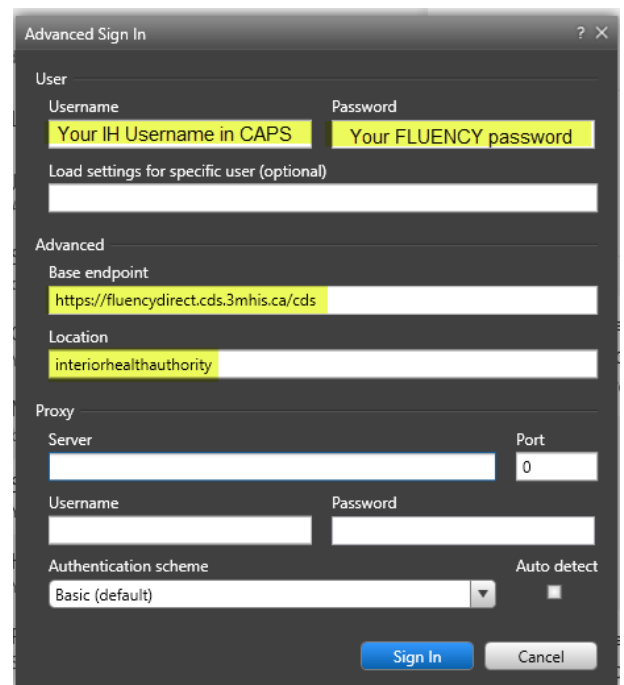 Advanced Sign In ? ×
User
Username Password
Your IH Username in CAPS Your FLUENCY password
Load settings for specific user (optional)
Advanced
Base endpoint
https://fluencydirect.cds.3mhis.ca/cds
Location
interiorhealthauthority
Proxy
Server Port
0
Username Password
Authentication scheme Auto detect
Basic (default)
Sign In Cancel